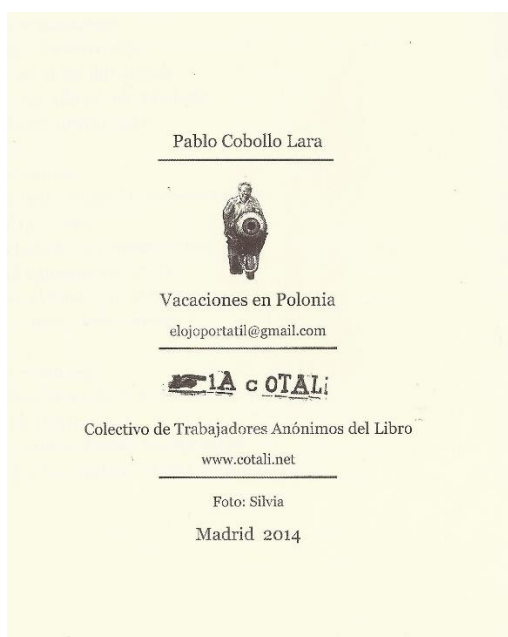 Pablo Cobollo Lara
Vacaciones en Polonia
elojoportatil@gmail.com
lA c OTALi
Colectivo de Trabajadores Anónimos del Libro
www.cotali.net
Foto: Silvia
Madrid 2014